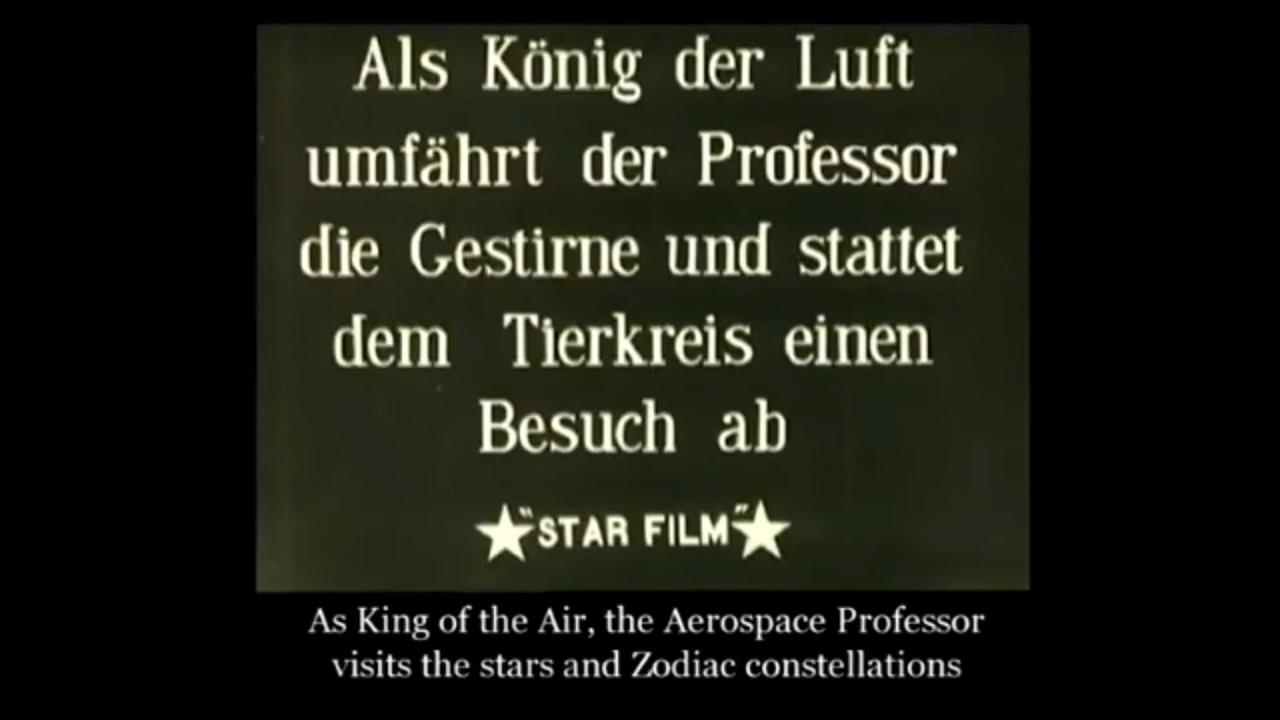 Als König der Luft
umfährt der Professor
die Gestirne und stattet
dem Tierkreis einen
Besuch ab
"STAR FILM"
As King of the Air, the Aerospace Professor
visits the stars and Zodiac constellations